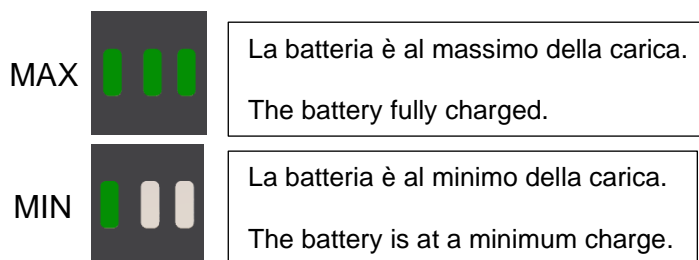 MAX
La batteria è al massimo della carica.
The battery fully charged.
MIN
La batteria è al minimo della carica.
The battery is at a minimum charge.